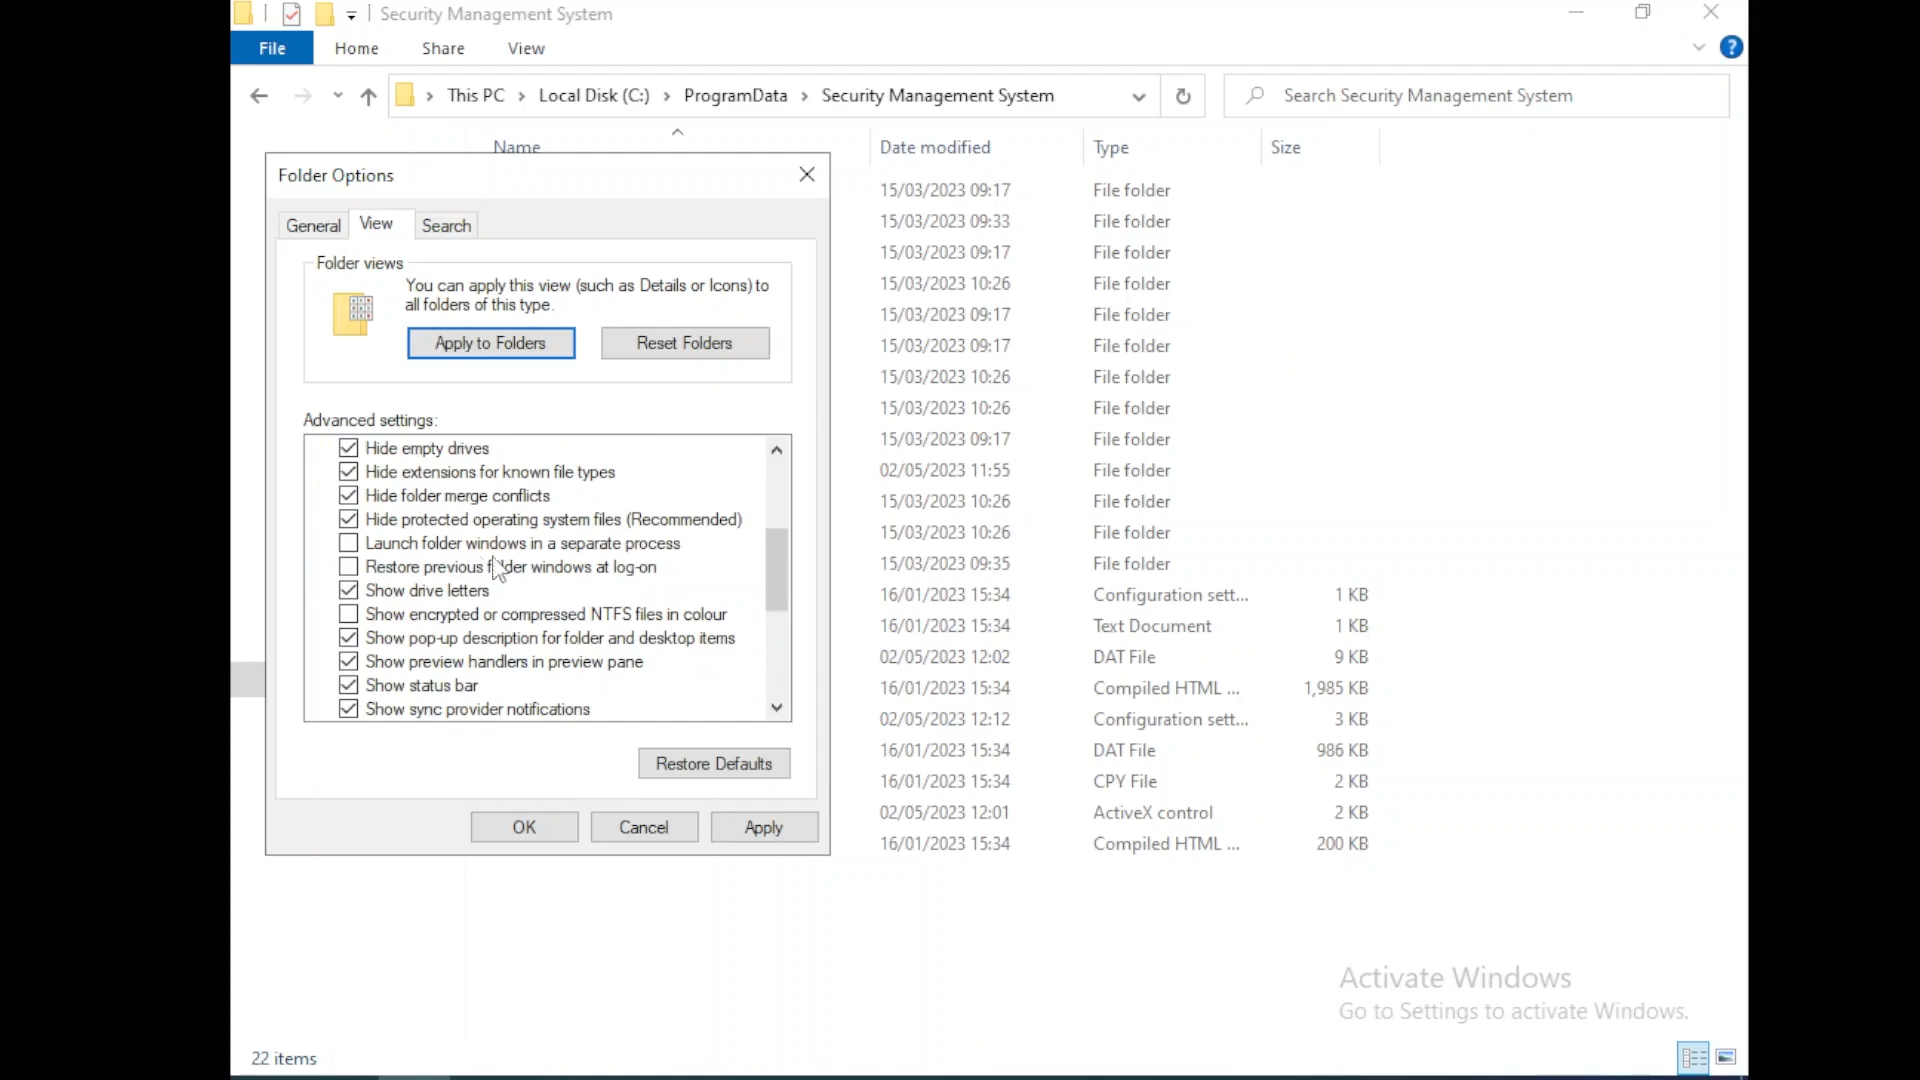 Security Management System
File Home Share View
This PC Local Disk (C:) ProgramData Security Management System
Search Security Management System
Name Date modified Type Size
Folder Options
General View Search
Folder views
You can apply this view (such as Details or Icons) to
all folders of this type.
Apply to Folders Reset Folders
Advanced settings:
Hide empty drives
Hide extensions for known file types
Hide folder merge conflicts
Hide protected operating system files (Recommended)
Launch folder windows in a separate process
Restore previous folder windows at log-on
Show drive letters
Show encrypted or compressed NTFS files in colour
Show pop-up description for folder and desktop items
Show preview handlers in preview pane
Show status bar
Show sync provider notifications
Restore Defaults
OK Cancel Apply
15/03/2023 09:17 File folder
15/03/2023 09:33 File folder
15/03/2023 09:17 File folder
15/03/2023 10:26 File folder
15/03/2023 09:17 File folder
15/03/2023 09:17 File folder
15/03/2023 10:26 File folder
15/03/2023 10:26 File folder
15/03/2023 09:17 File folder
02/05/2023 11:55 File folder
15/03/2023 10:26 File folder
15/03/2023 10:26 File folder
15/03/2023 09:35 File folder
16/01/2023 15:34 Configuration sett... 1 KB
16/01/2023 15:34 Text Document 1 KB
02/05/2023 12:02 DAT File 9 KB
16/01/2023 15:34 Compiled HTML ... 1,985 KB
02/05/2023 12:12 Configuration sett... 3 KB
16/01/2023 15:34 DAT File 986 KB
16/01/2023 15:34 CPY File 2 KB
02/05/2023 12:01 ActiveX control 2 KB
16/01/2023 15:34 Compiled HTML ... 200 KB
Activate Windows
Go to Settings to activate Windows.
22 items